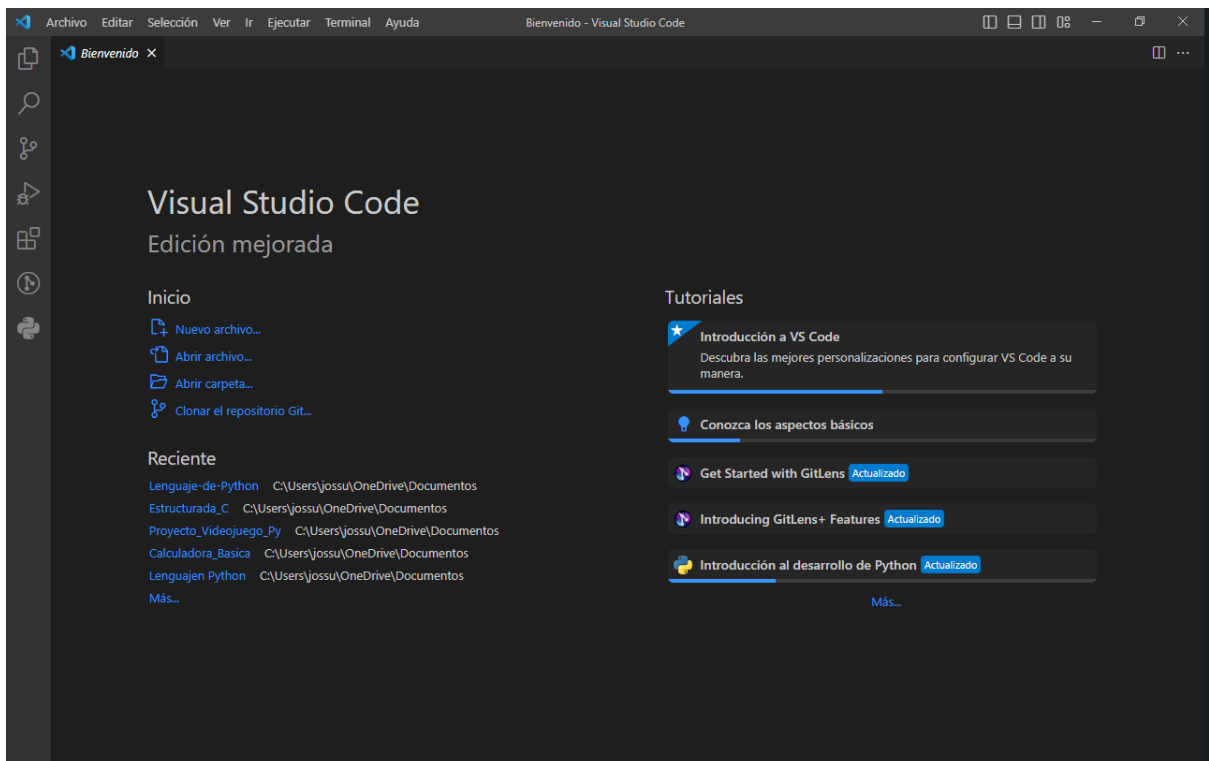 Archivo Editar Selección Ver Ir Ejecutar Terminal Ayuda Bienvenido - Visual Studio Code
Bienvenido
Visual Studio Code
Edición mejorada
Inicio
Nuevo archivo...
Abrir archivo...
Abrir carpeta...
Clonar el repositorio Git...
Reciente
Lenguaje-de-Python C:\Users\jossu\OneDrive\Documentos
Estructurada_C C:\Users\jossu\OneDrive\Documentos
Proyecto_Videojuego_Py C:\Users\jossu\OneDrive\Documentos
Calculadora_Basica C:\Users\jossu\OneDrive\Documentos
Lenguajen Python C:\Users\jossu\OneDrive\Documentos
Más...
Tutoriales
Introducción a VS Code
Descubra las mejores personalizaciones para configurar VS Code a su
manera.
Conozca los aspectos básicos
Get Started with GitLens Actualizado
Introducing GitLens+ Features Actualizado
Introducción al desarrollo de Python Actualizado
Más...